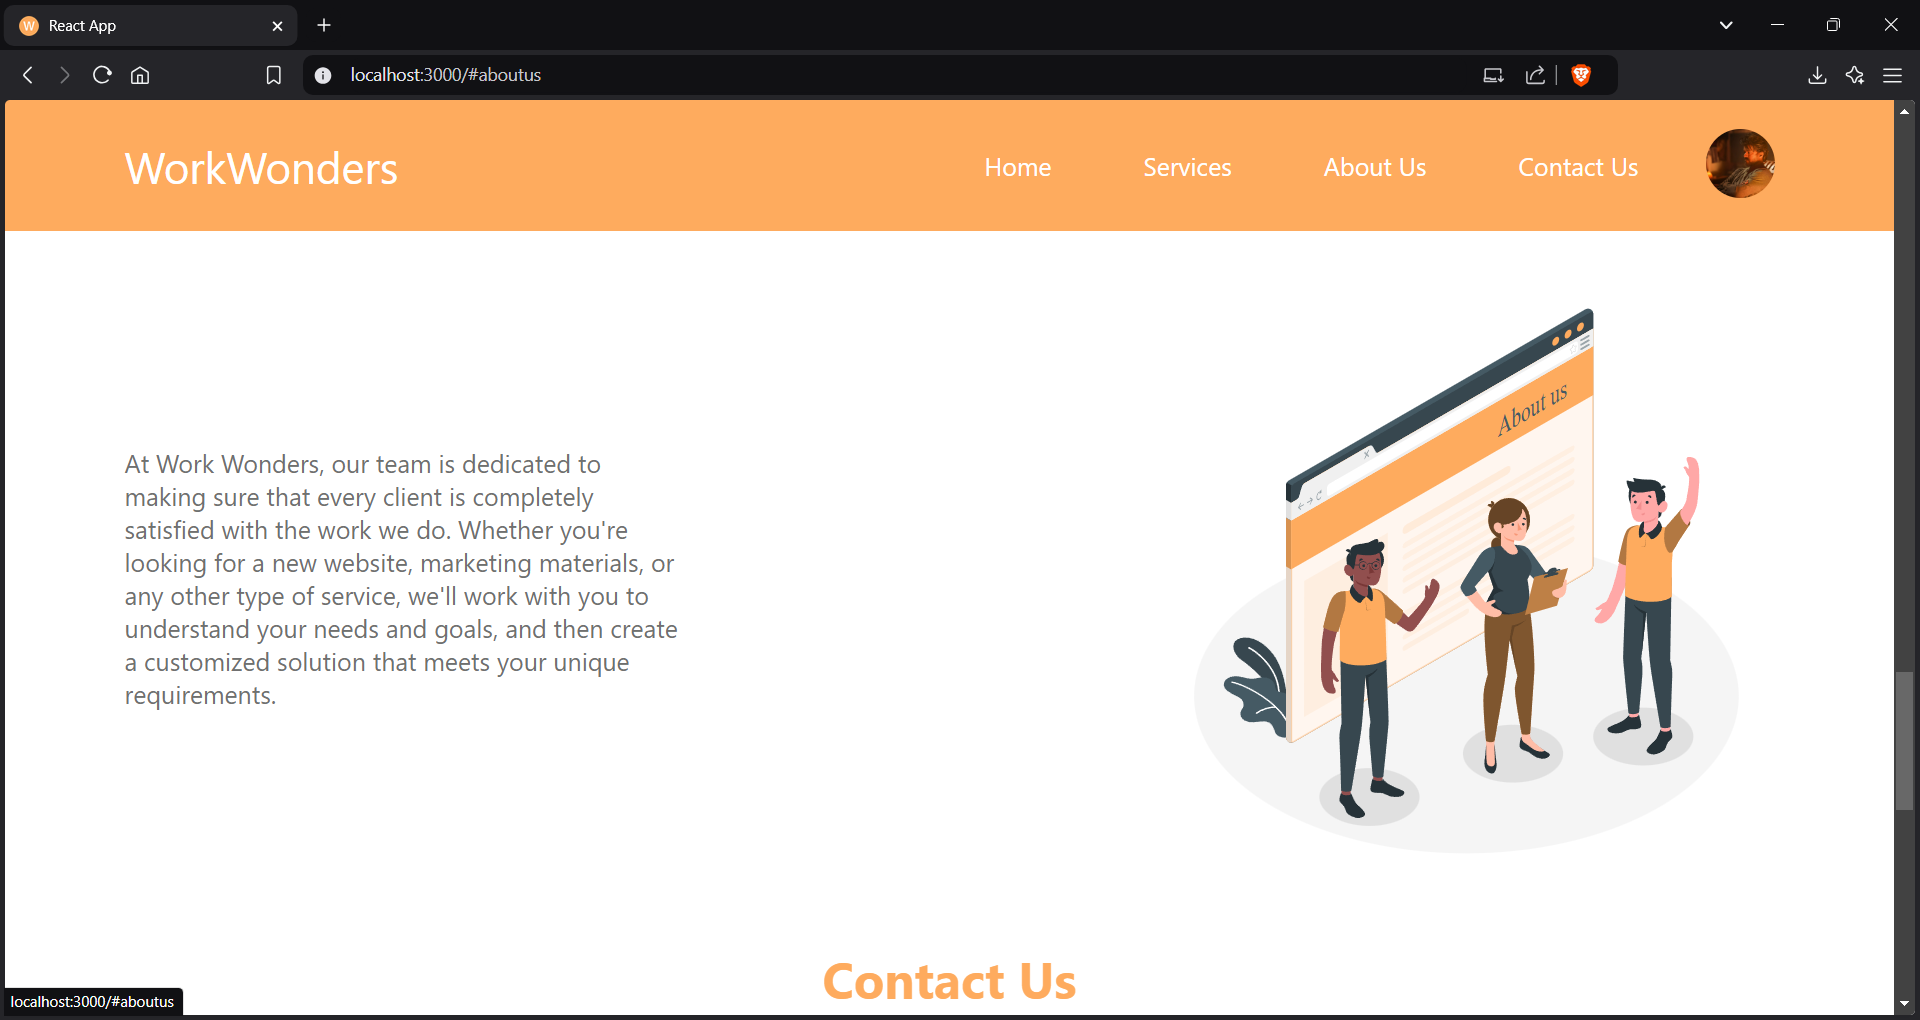 W React App
localhost:3000/#aboutus
WorkWonders
Home
Services
About Us
Contact Us
About us
At Work Wonders, our team is dedicated to
making sure that every client is completely
satisfied with the work we do. Whether you're
looking for a new website, marketing materials, or
any other type of service, we'll work with you to
understand your needs and goals, and then create
a customized solution that meets your unique
requirements.
Contact Us
localhost:3000/#aboutus